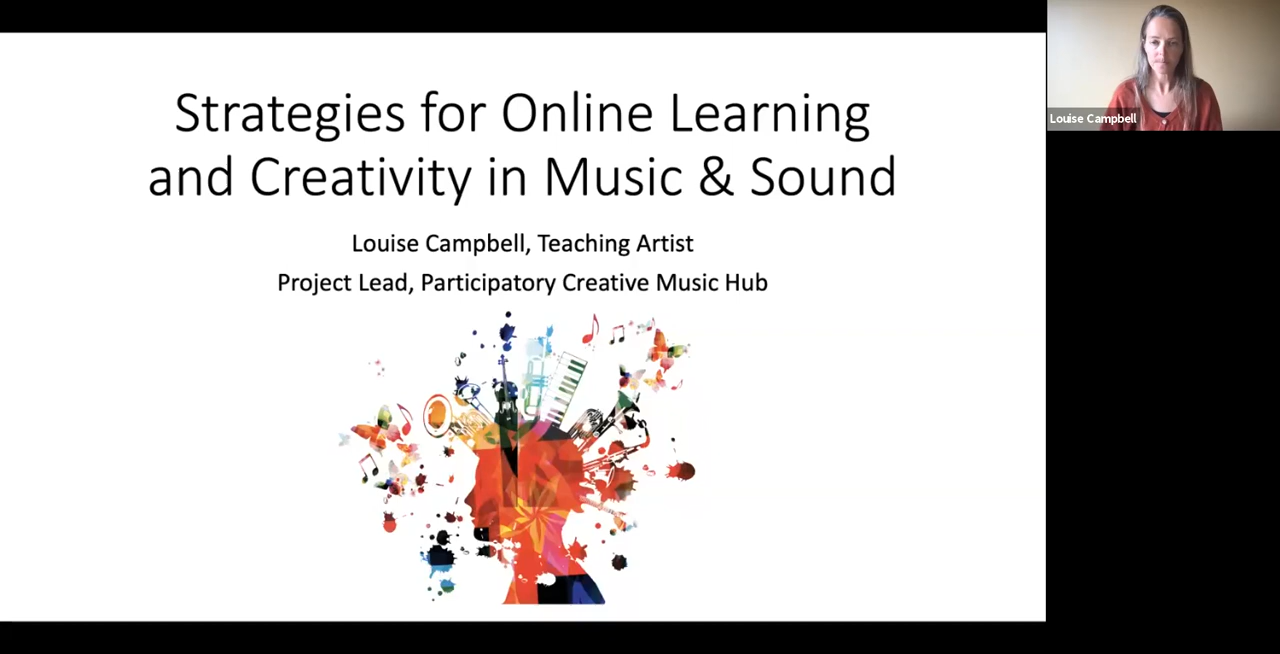 Strategies for Online Learning
and Creativity in Music & Sound
Louise Campbell, Teaching Artist
Project Lead, Participatory Creative Music Hub
Louise Campbell